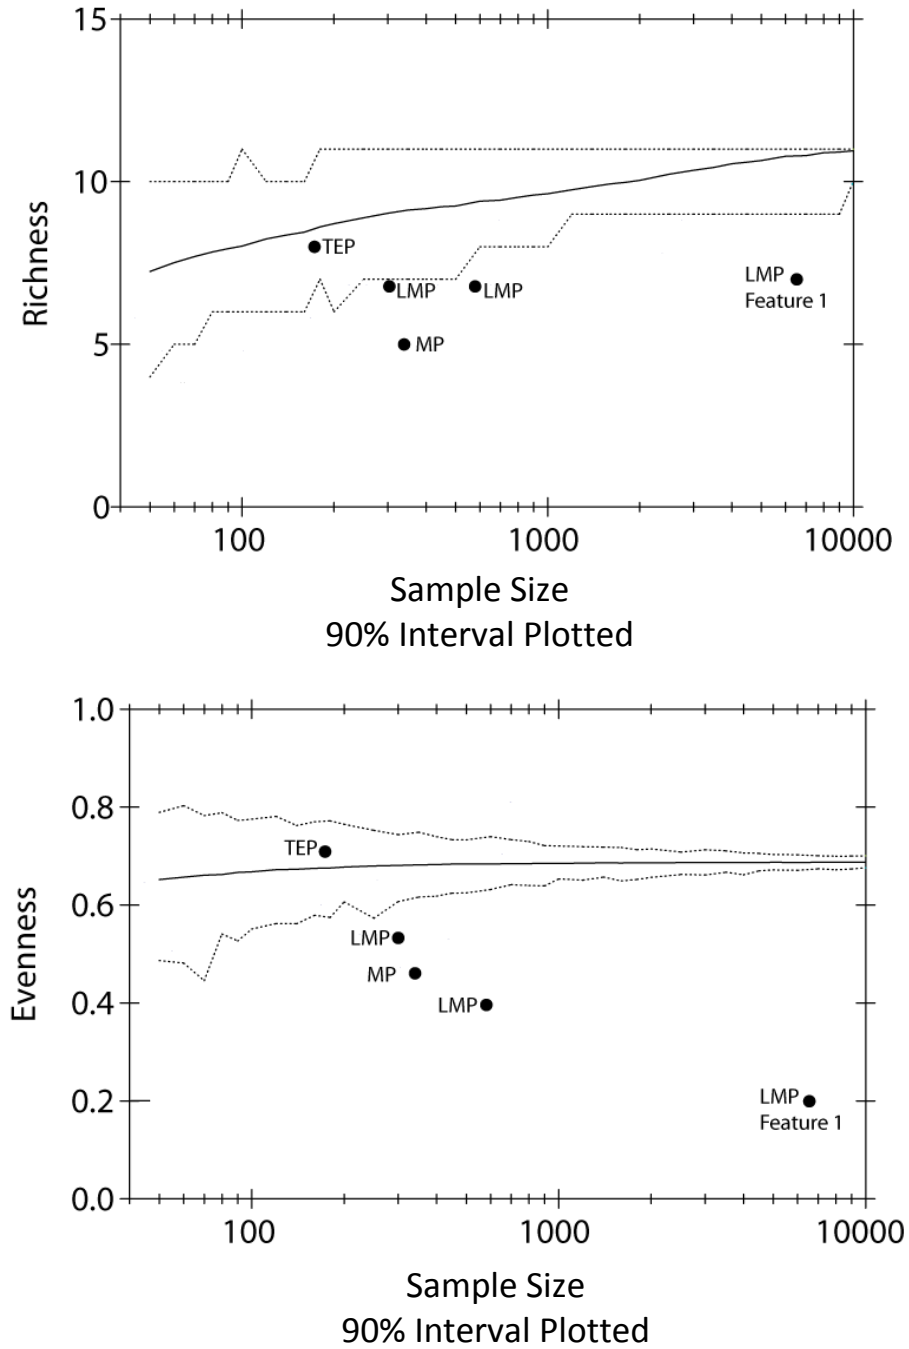 15
10
5
0
Richness
TEP
LMP
LMP
MP
LMP
Feature 1
100
1000
10000
Sample Size
90% Interval Plotted
1.0
0.8
0.6
0.4
0.2
0.0
Evenness
TEP
LMP
MP
LMP
LMP
Feature 1
100
1000
10000
Sample Size
90% Interval Plotted